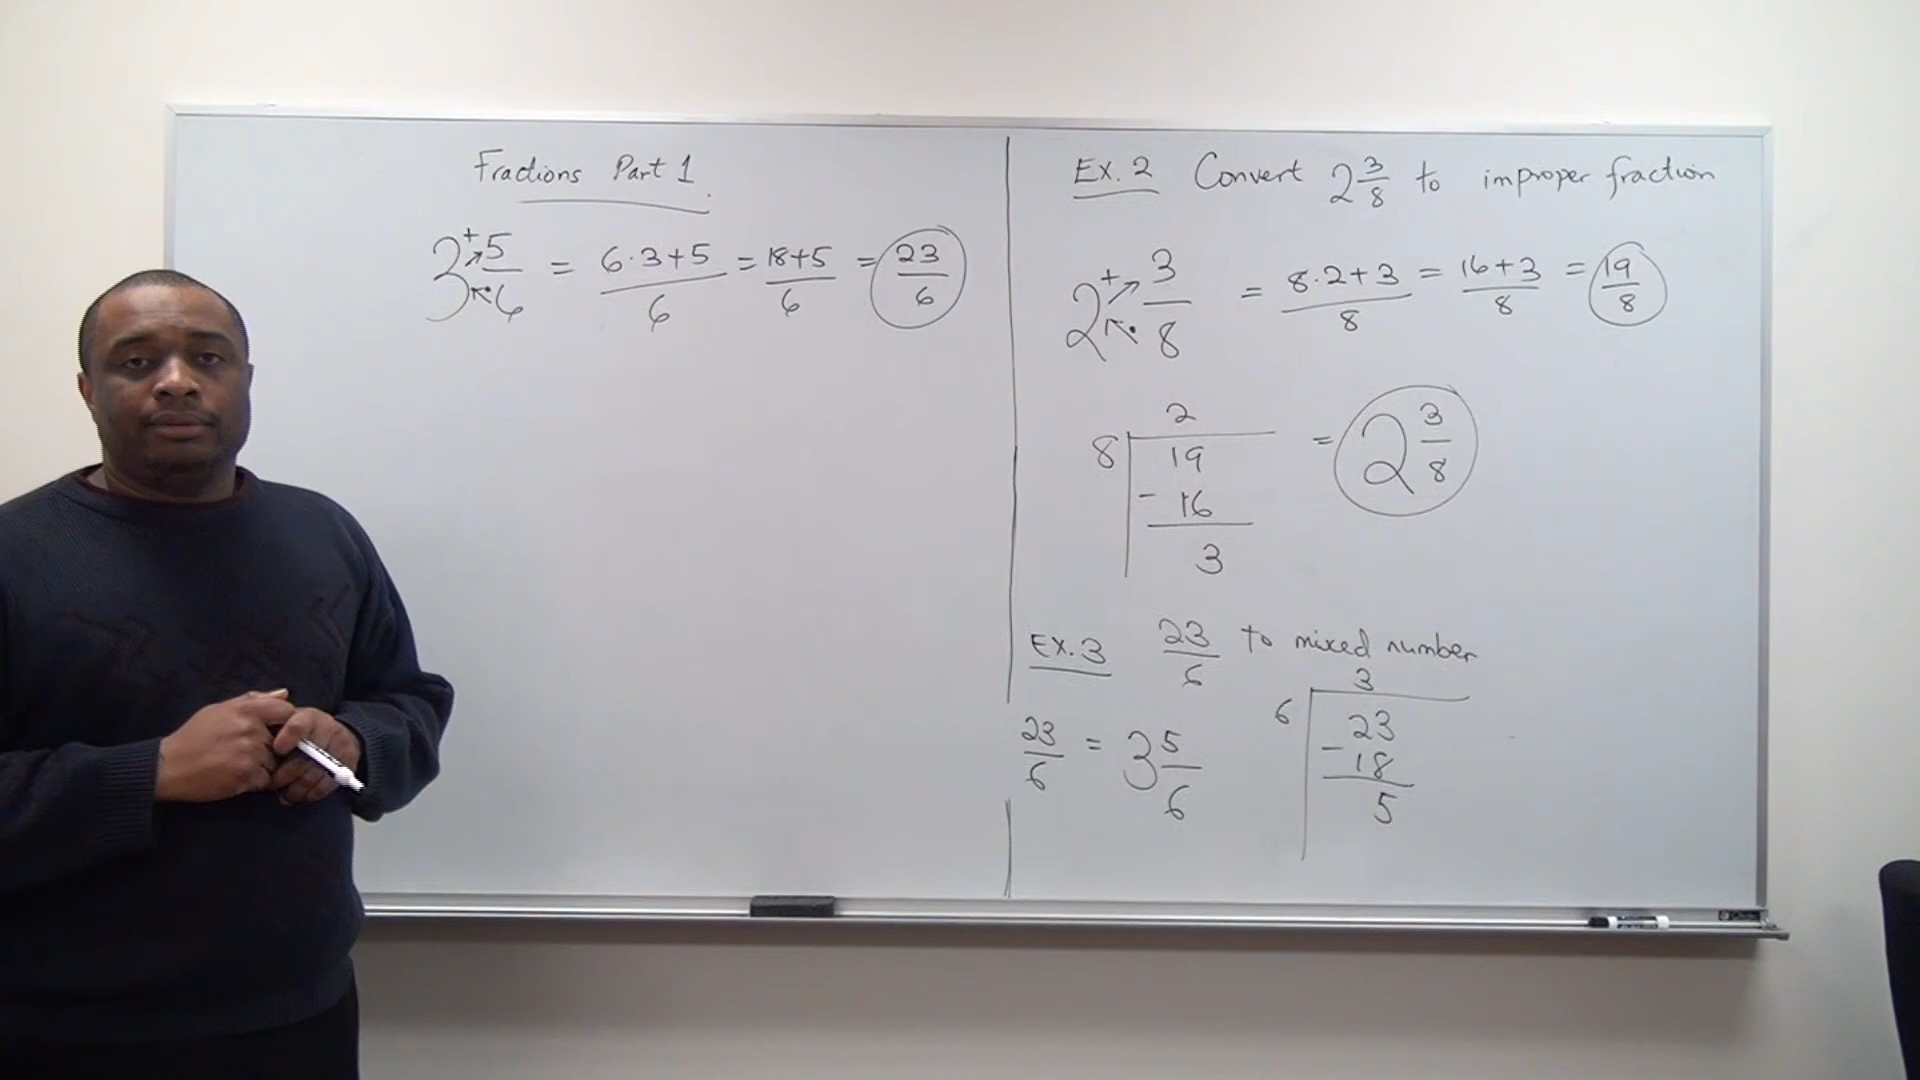 Fractions Part 1
3 5/6 = 6·3+5/6 = 18+5/6 = 23/6
Ex. 2 Convert 2 3/8 to improper fraction
2 + 3/8 = 8·2+3/8 = 16+3/8 = 19/8
2
8 19 = 2 3/8
- 16
3
Ex. 3 23/6 to mixed number
3
6 23
- 18
5
23/6 = 3 5/6